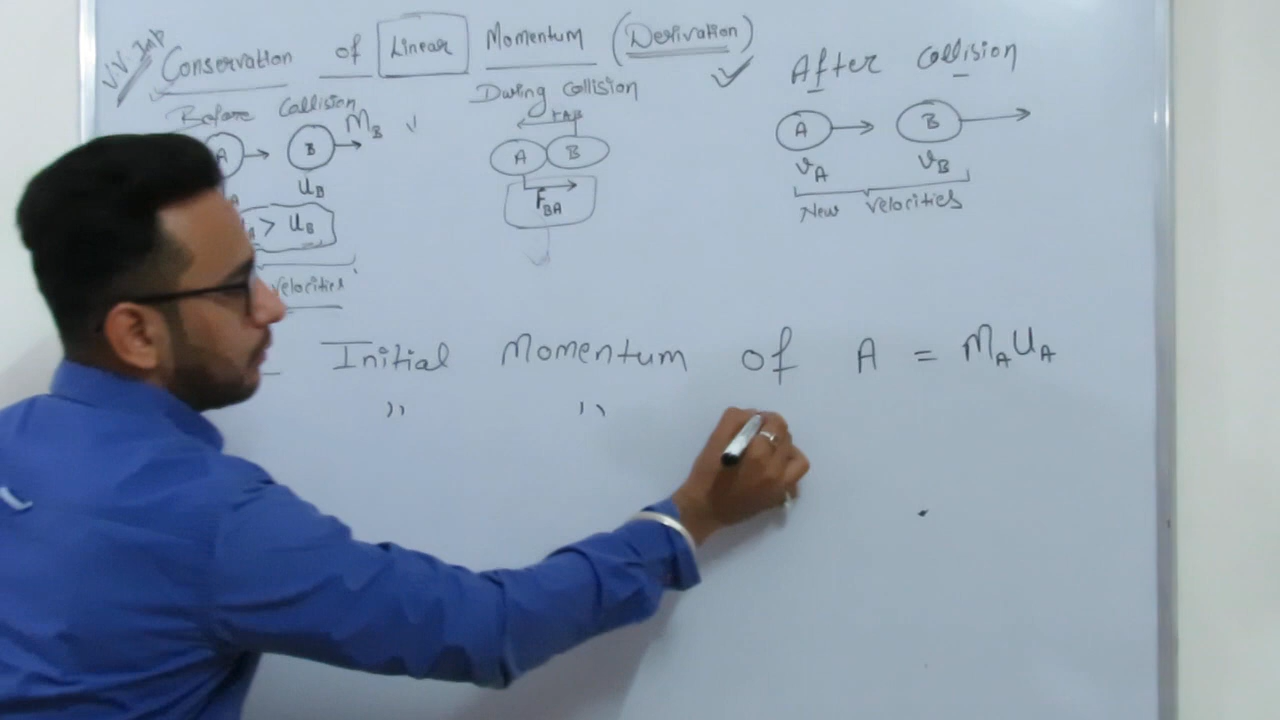 V.V. Imp
Conservation of Linear Momentum (Derivation)
Before Collision
A B M_B
U_B
> U_B
velocities
During Collision
F_AB
A B
F_BA
After Collision
A B
v_A v_B
New velocities
Initial Momentum of A = M_A U_A
" "